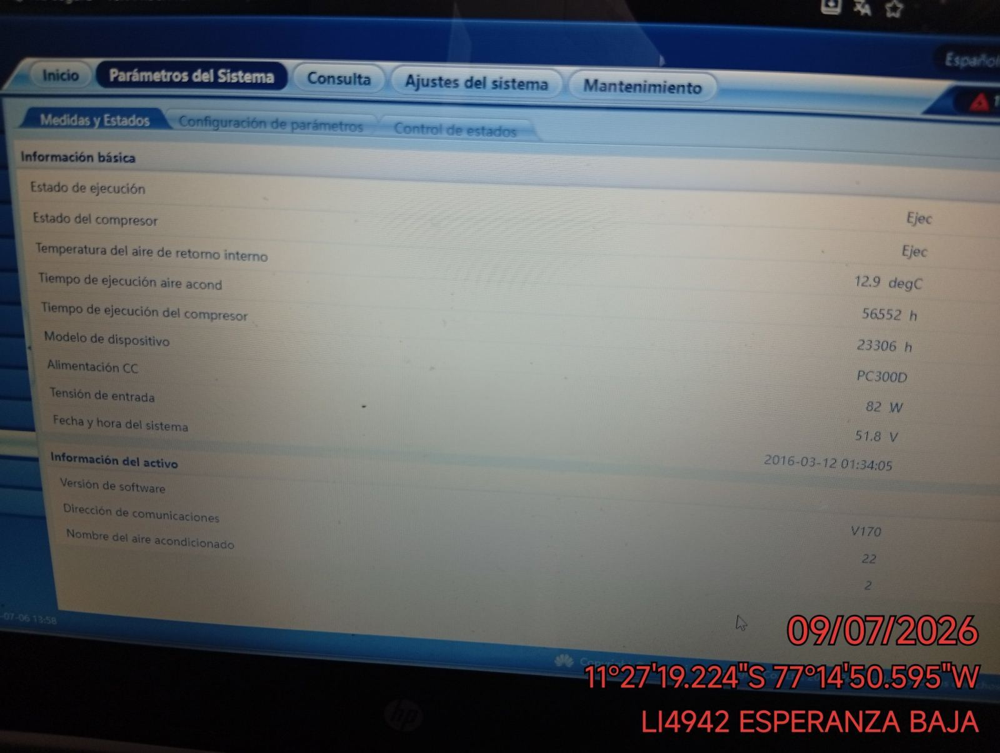 Español
Inicio Parámetros del Sistema Consulta Ajustes del sistema Mantenimiento
Medidas y Estados Configuración de parámetros Control de estados
Información básica
Estado de ejecución Ejec
Estado del compresor Ejec
Temperatura del aire de retorno interno 12.9 degC
Tiempo de ejecución aire acond 56552 h
Tiempo de ejecución del compresor 23306 h
Modelo de dispositivo PC300D
Alimentación CC 82 W
Tensión de entrada 51.8 V
Fecha y hora del sistema 2016-03-12 01:34:05
Información del activo
Versión de software V170
Dirección de comunicaciones 22
Nombre del aire acondicionado 2
-07-06 13:58
09/07/2026
11°27'19.224"S 77°14'50.595"W
LI4942 ESPERANZA BAJA
hp